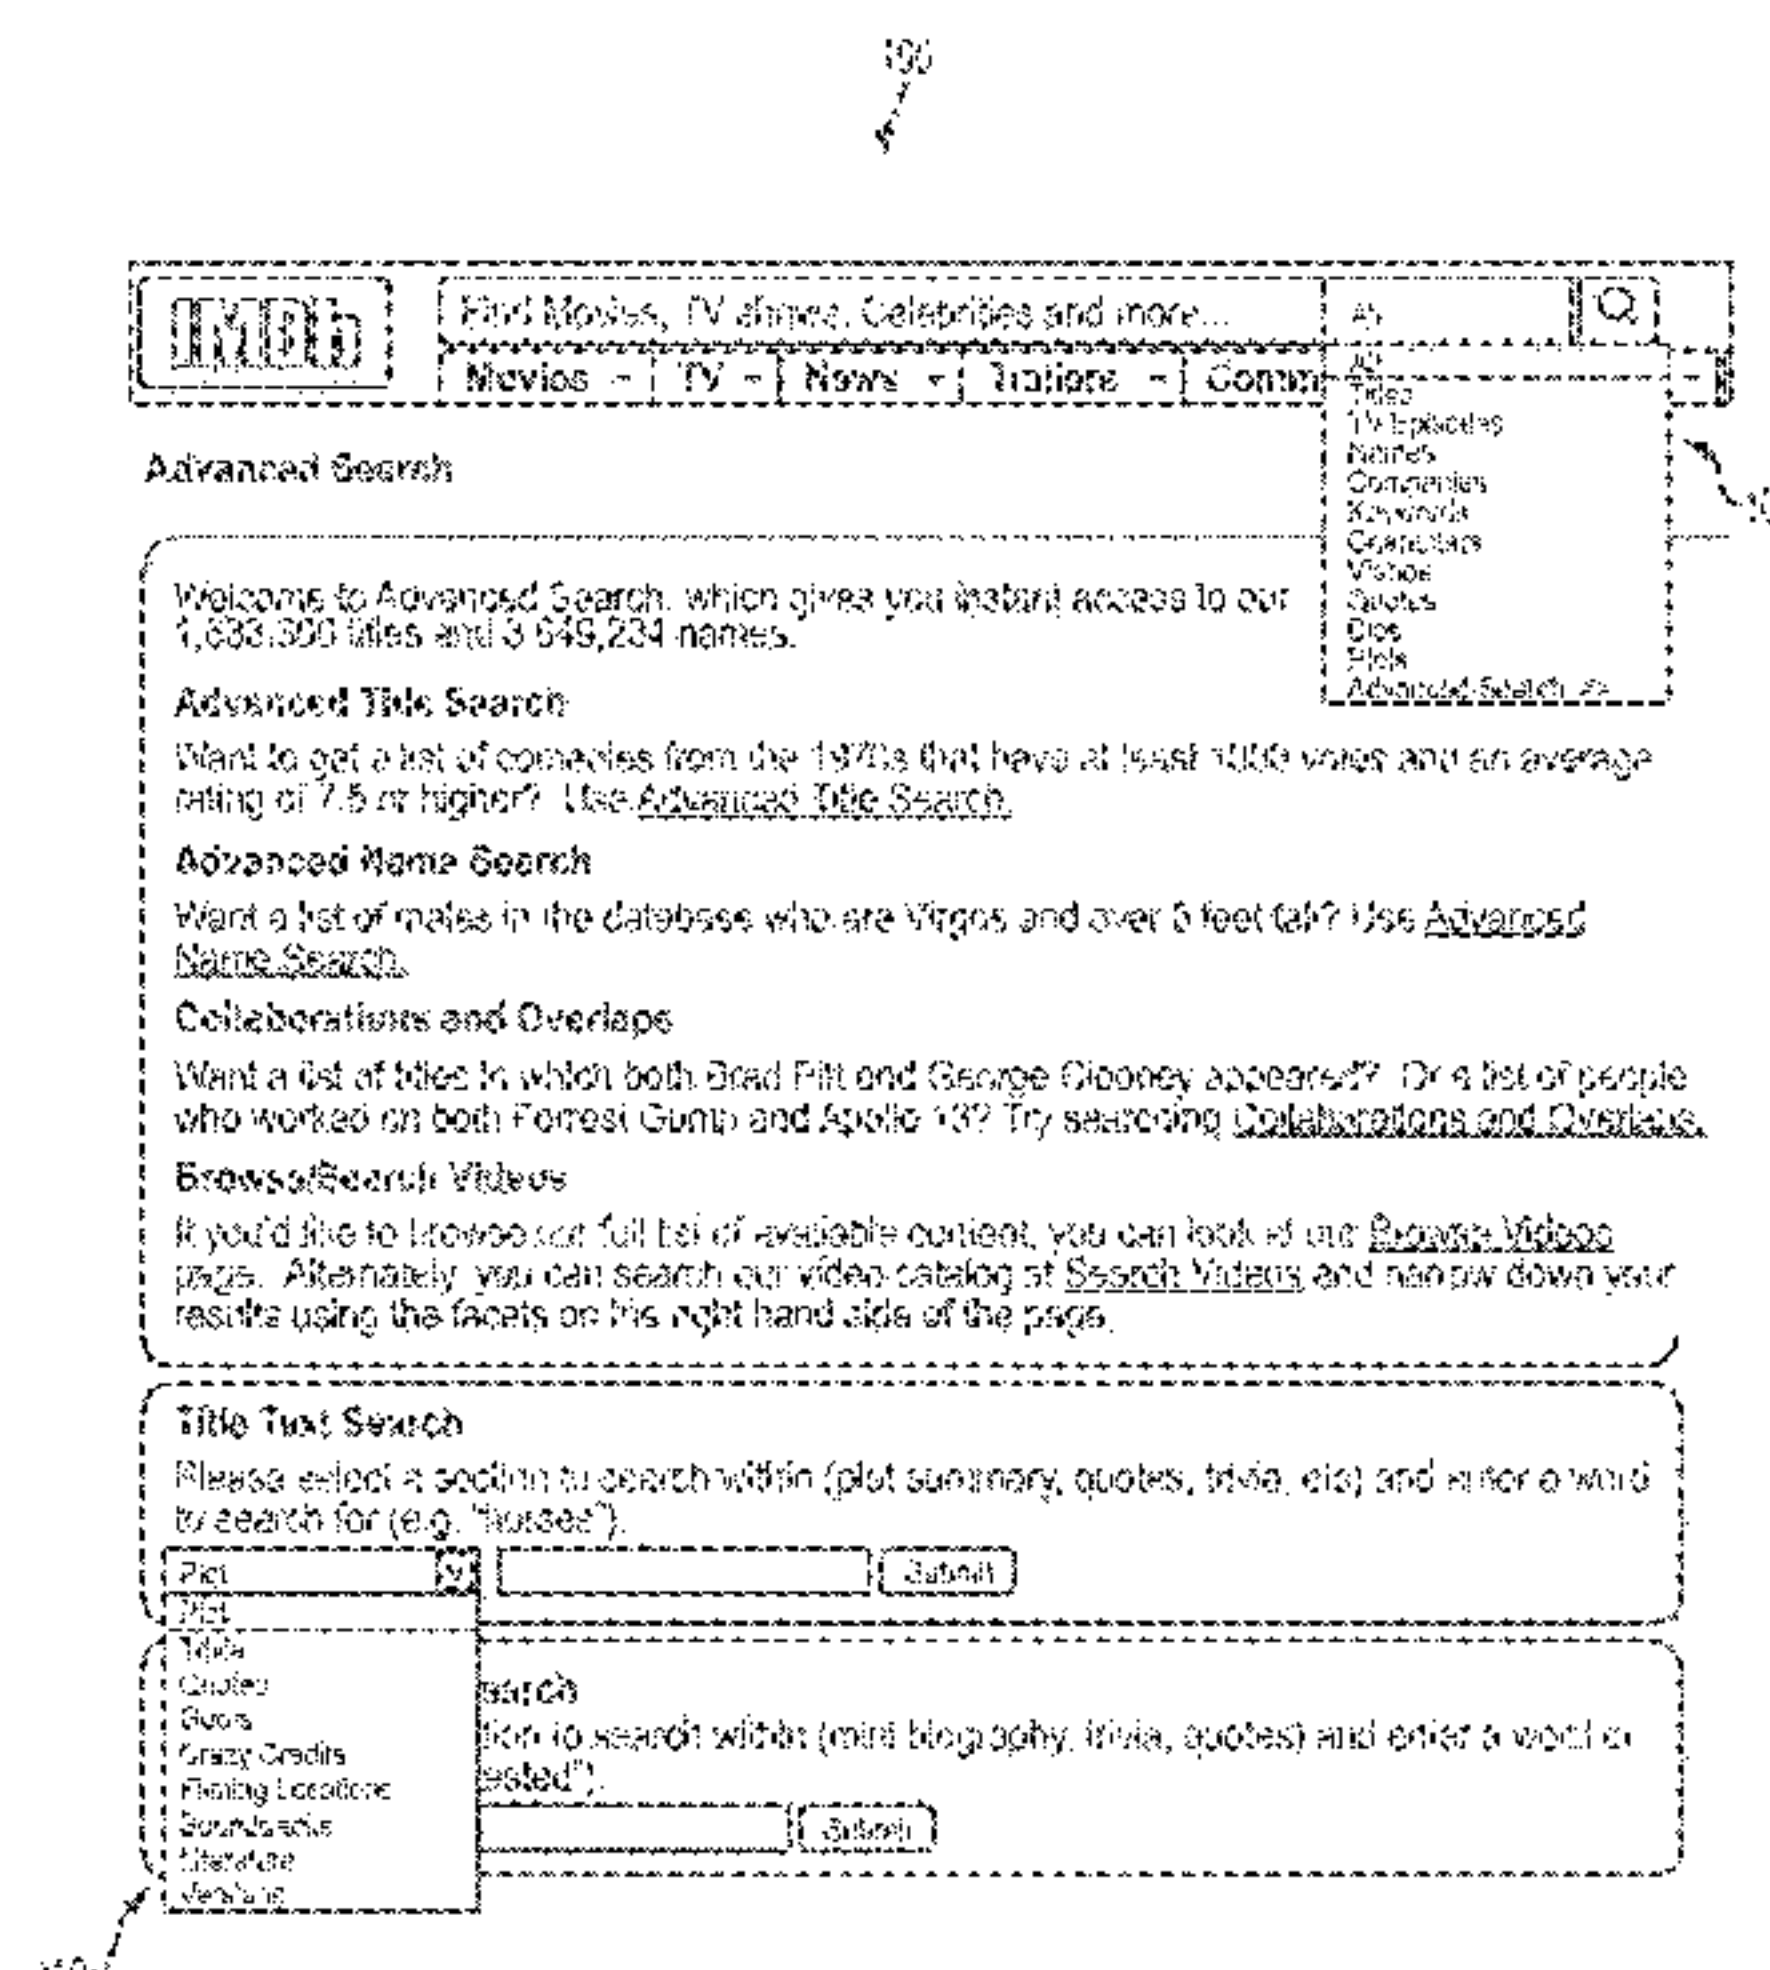 100
IMDb
Find Movies, TV shows, Celebrities and more...
All
Movies
TV
News
Trailers
Comm
All
Titles
TV Episodes
Names
Companies
Keywords
Characters
Videos
Quotes
Bios
Plots
Advanced Search >>
Advanced Search
Welcome to Advanced Search, which gives you instant access to our
titles and names.
Advanced Title Search
Want to get a list of comedies from the 1970s that have at least 1000 votes and an average
rating of 7.5 or higher? Use Advanced Title Search.
Advanced Name Search
Want a list of males in the database who are Virgos and over 6 feet tall? Use Advanced
Name Search.
Collaborations and Overlaps
Want a list of titles in which both Brad Pitt and George Clooney appeared? Or a list of people
who worked on both Forrest Gump and Apollo 13? Try searching Collaborations and Overlaps.
Browse/Search Videos
If you'd like to browse our full list of available content, you can look at our Browse Videos
page. Alternately, you can search our video catalog at Search Videos and narrow down your
results using the facets on the right hand side of the page.
Title Text Search
Please select a section to search within (plot summary, quotes, trivia, etc) and enter a word
to search for (e.g. "nurses").
Plot
Submit
Plot
Trivia
Quotes
Goofs
Crazy Credits
Filming Locations
Soundtracks
Literature
Versions
earch
tion to search within (mini biography, trivia, quotes) and enter a word or
ested").
Submit